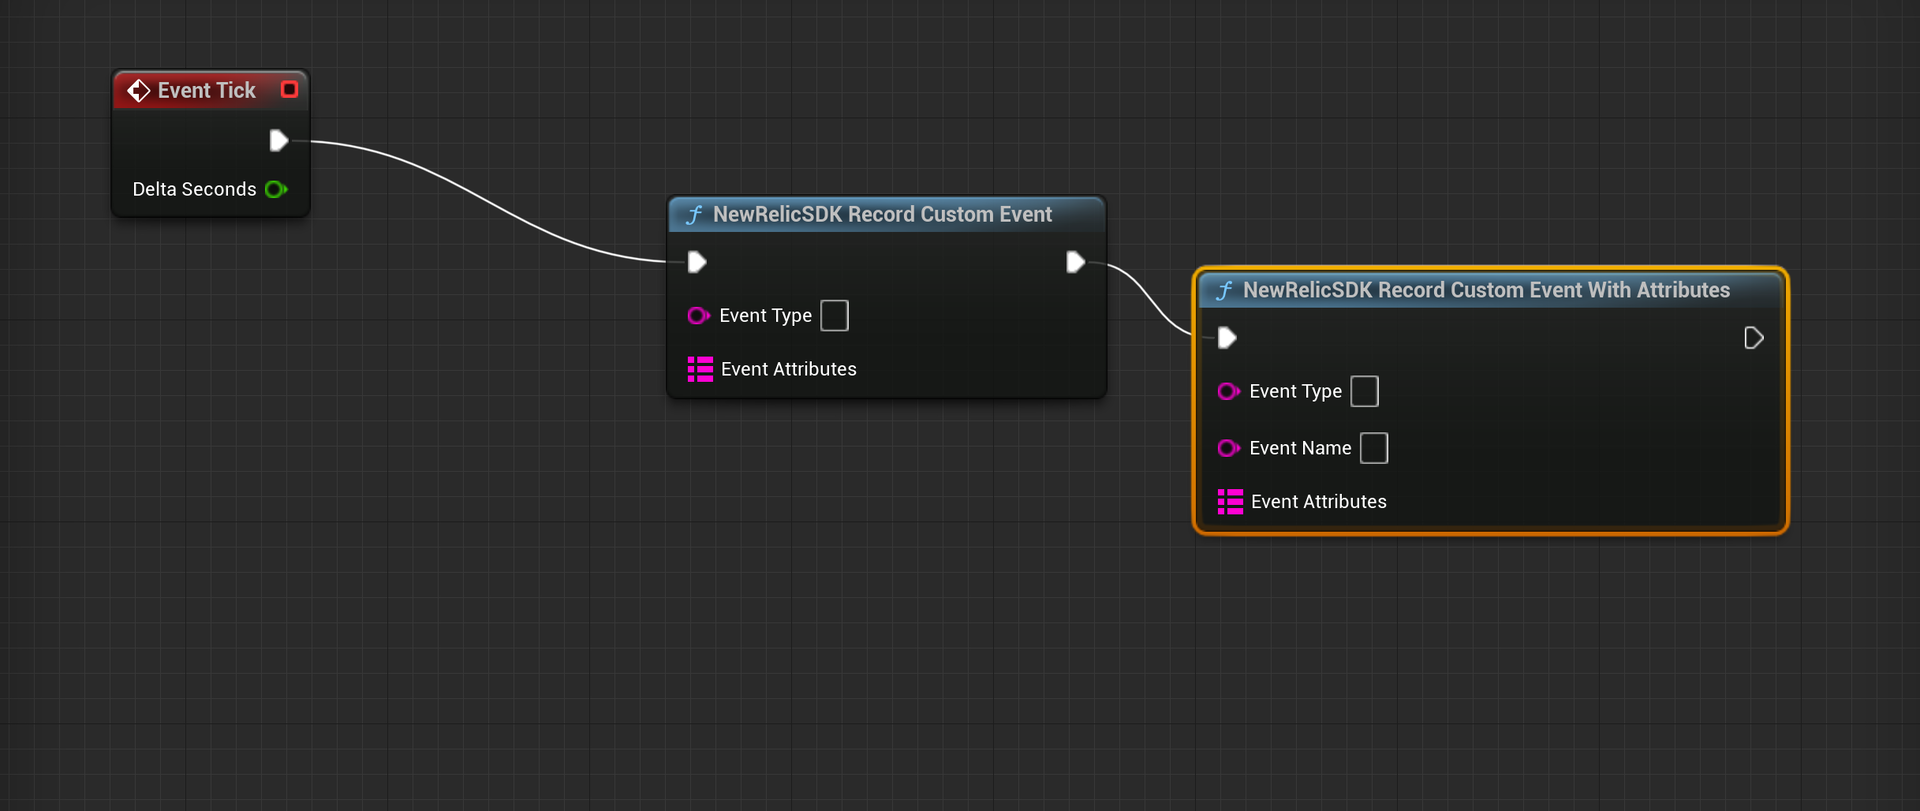 Event Tick
Delta Seconds
NewRelicSDK Record Custom Event
Event Type
Event Attributes
NewRelicSDK Record Custom Event With Attributes
Event Type
Event Name
Event Attributes